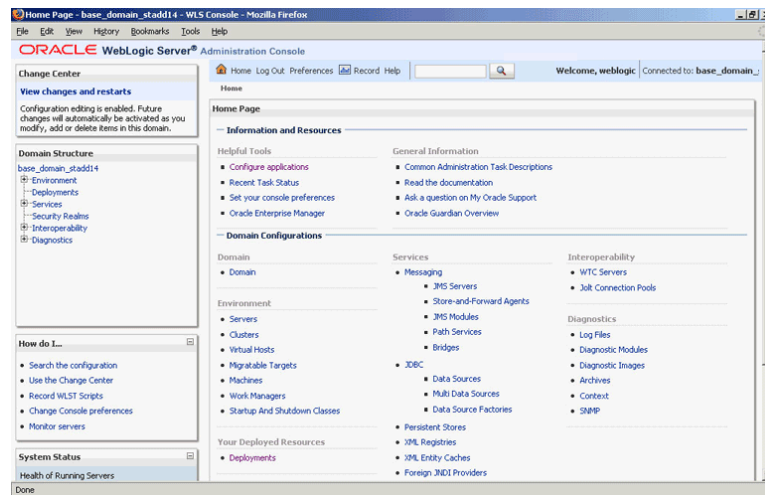 Home Page - base_domain_stadd14 - WLS Console - Mozilla Firefox
File Edit View History Bookmarks Tools Help
ORACLE WebLogic Server® Administration Console
Change Center
View changes and restarts
Configuration editing is enabled. Future
changes will automatically be activated as you
modify, add or delete items in this domain.
Domain Structure
base_domain_stadd14
Environment
Deployments
Services
Security Realms
Interoperability
Diagnostics
How do I...
Search the configuration
Use the Change Center
Record WLST Scripts
Change Console preferences
Monitor servers
System Status
Health of Running Servers
Home Log Out Preferences Record Help
Welcome, weblogic Connected to: base_domain_
Home
Home Page
Information and Resources
Helpful Tools
Configure applications
Recent Task Status
Set your console preferences
Oracle Enterprise Manager
General Information
Common Administration Task Descriptions
Read the documentation
Ask a question on My Oracle Support
Oracle Guardian Overview
Domain Configurations
Domain
Domain
Environment
Servers
Clusters
Virtual Hosts
Migratable Targets
Machines
Work Managers
Startup And Shutdown Classes
Your Deployed Resources
Deployments
Services
Messaging
JMS Servers
Store-and-Forward Agents
JMS Modules
Path Services
Bridges
JDBC
Data Sources
Multi Data Sources
Data Source Factories
Persistent Stores
XML Registries
XML Entity Caches
Foreign JNDI Providers
Interoperability
WTC Servers
Jolt Connection Pools
Diagnostics
Log Files
Diagnostic Modules
Diagnostic Images
Archives
Context
SNMP
Done